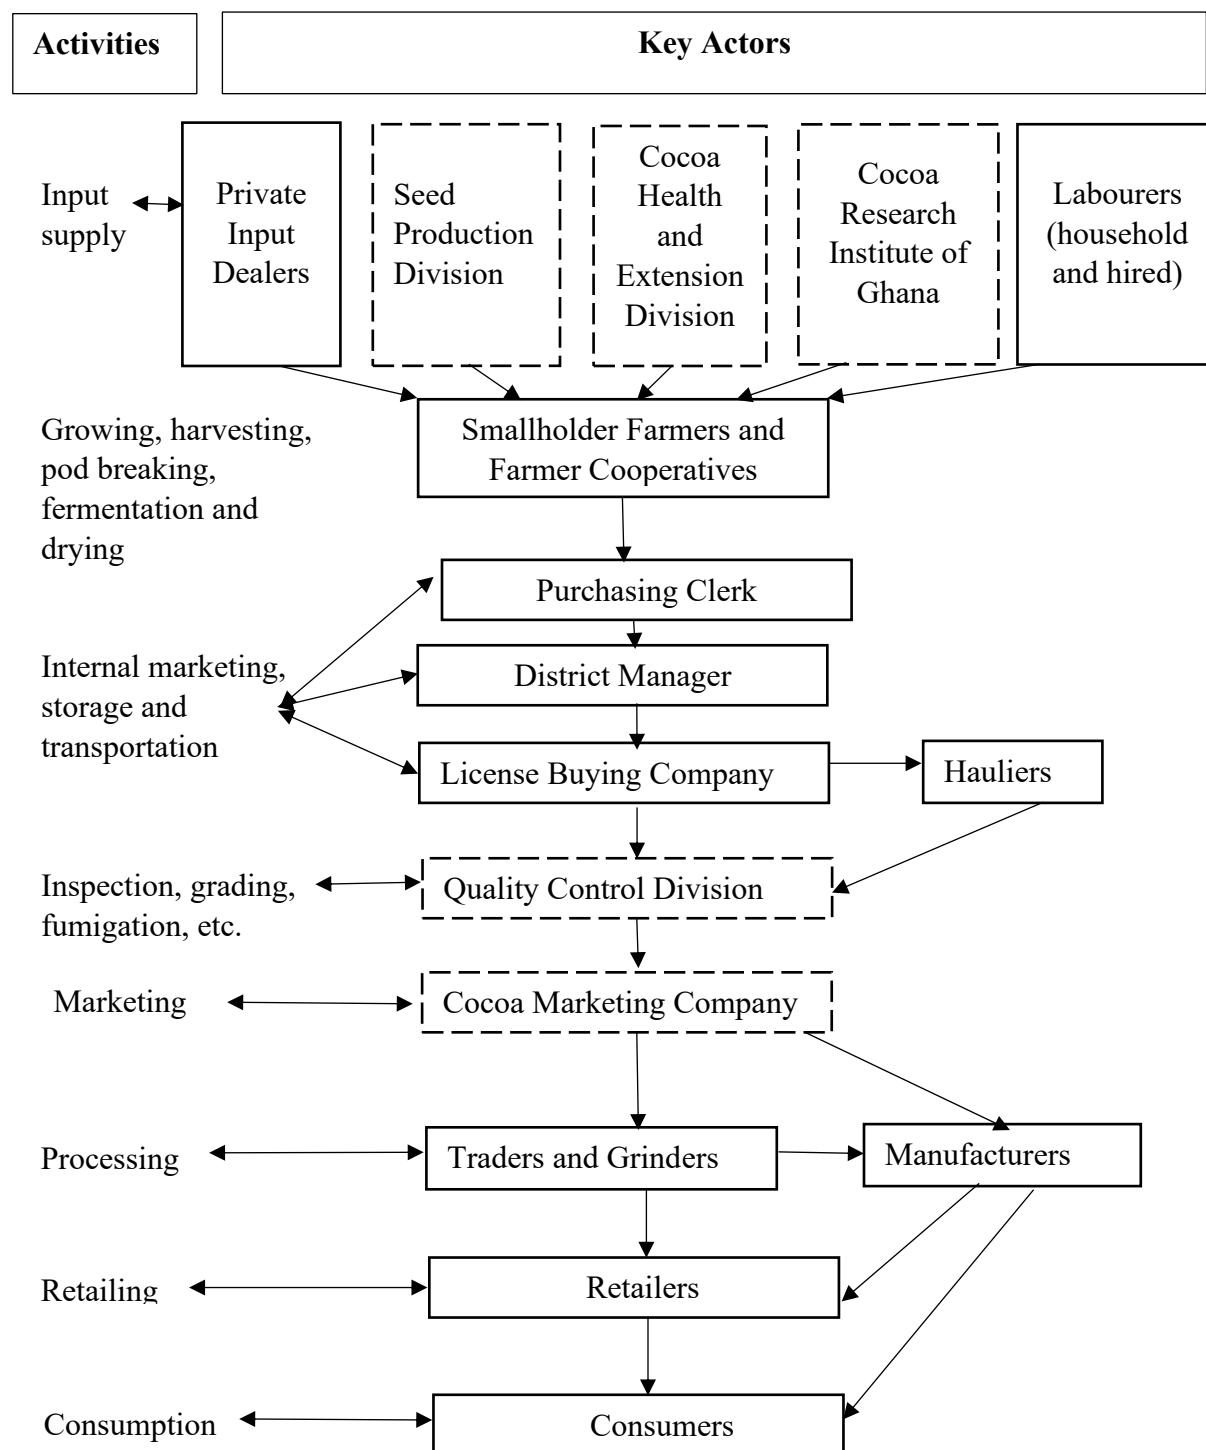 Activities
Key Actors
Input
supply
Private
Input
Dealers
Seed
Production
Division
Cocoa
Health
and
Extension
Division
Cocoa
Research
Institute of
Ghana
Labourers
(household
and hired)
Growing, harvesting,
pod breaking,
fermentation and
drying
Smallholder Farmers and
Farmer Cooperatives
Purchasing Clerk
Internal marketing,
storage and
transportation
District Manager
License Buying Company
Hauliers
Inspection, grading,
fumigation, etc.
Quality Control Division
Marketing
Cocoa Marketing Company
Processing
Traders and Grinders
Manufacturers
Retailing
Retailers
Consumption
Consumers